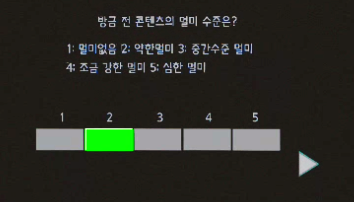 방금 전 콘텐츠의 멀미 수준은?
1: 멀미없음 2: 약한멀미 3: 중간수준 멀미
4: 조금 강한 멀미 5: 심한 멀미
1 2 3 4 5